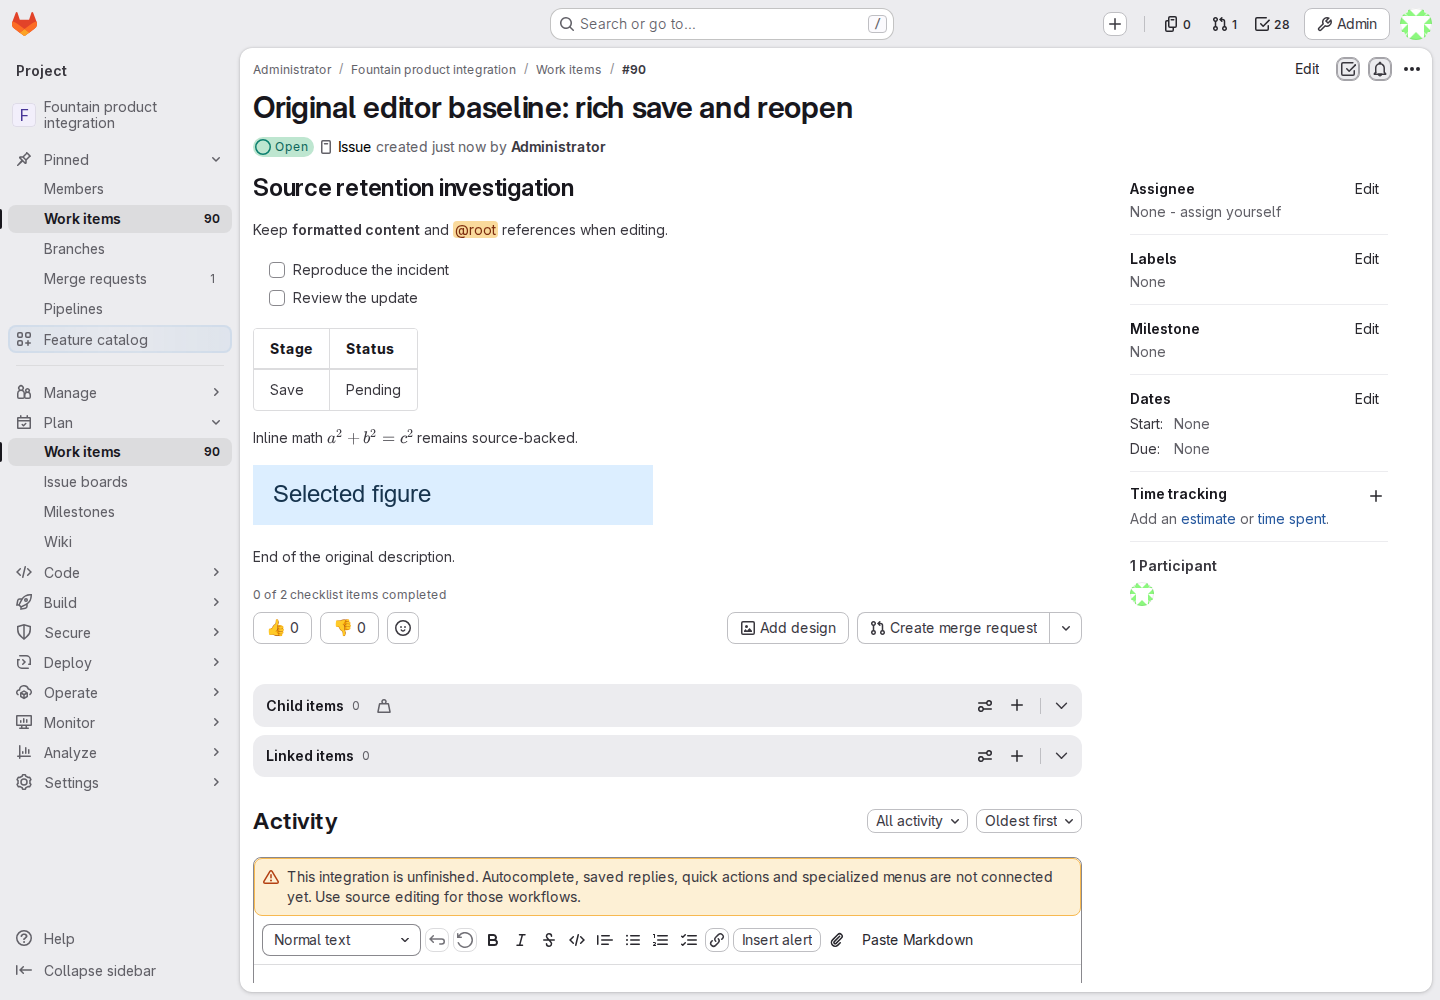 Search or go to...
/
0
1
28
Admin
Project
F
Fountain product
integration
Pinned
Members
Work items
90
Branches
Merge requests
1
Pipelines
Feature catalog
Manage
Plan
Work items
90
Issue boards
Milestones
Wiki
Code
Build
Secure
Deploy
Operate
Monitor
Analyze
Settings
Help
Collapse sidebar
Administrator / Fountain product integration / Work items / #90
Edit
Original editor baseline: rich save and reopen
Open Issue created just now by Administrator
Source retention investigation
Keep formatted content and @root references when editing.
Reproduce the incident
Review the update
Stage Status
Save Pending
Inline math a² + b² = c² remains source-backed.
Selected figure
End of the original description.
0 of 2 checklist items completed
👍 0
👎 0
Add design
Create merge request
Child items 0
Linked items 0
Activity
All activity
Oldest first
This integration is unfinished. Autocomplete, saved replies, quick actions and specialized menus are not connected
yet. Use source editing for those workflows.
Normal text
Insert alert
Paste Markdown
Assignee
Edit
None - assign yourself
Labels
Edit
None
Milestone
Edit
None
Dates
Edit
Start: None
Due: None
Time tracking
Add an estimate or time spent.
1 Participant